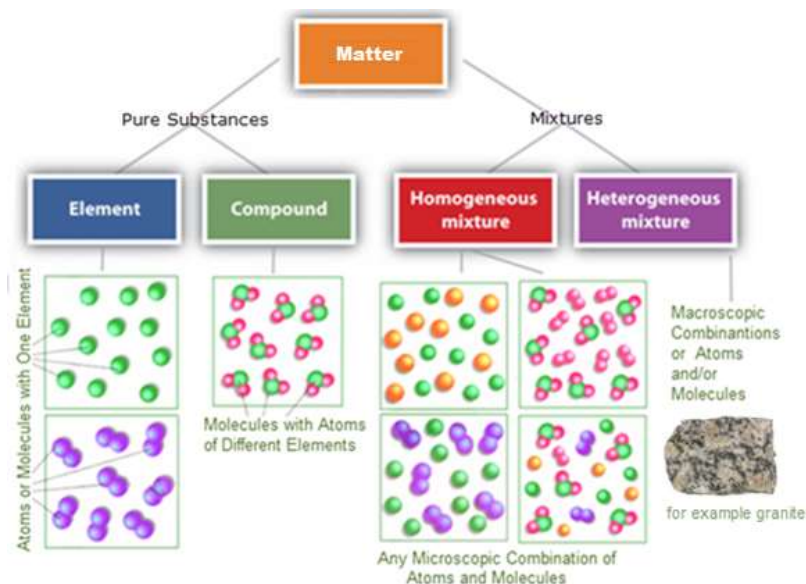 Matter
Pure Substances
Mixtures
Element
Compound
Homogeneous
mixture
Heterogeneous
mixture
Atoms or Molecules with One Element
Molecules with Atoms
of Different Elements
Macroscopic
Combinantions
or Atoms
and/or
Molecules
for example granite
Any Microscopic Combination of
Atoms and Molecules